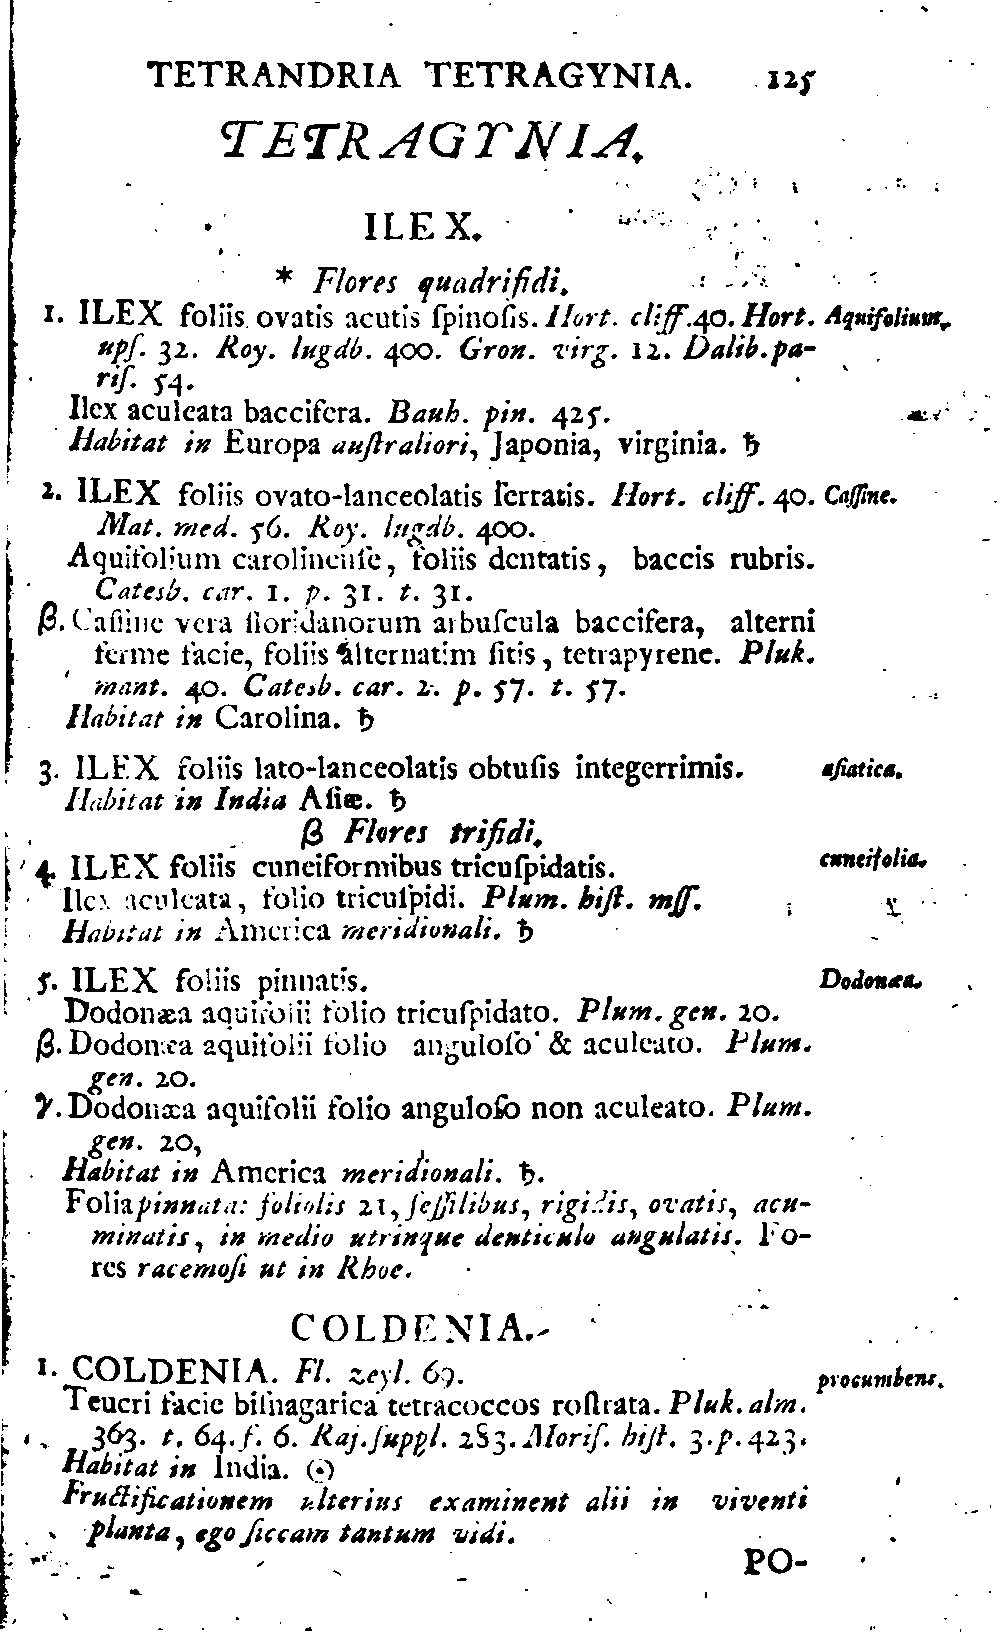 TETRANDRIA TETRAGYNIA. 125
TETRAGYNIA.
ILEX.
* Flores quadrifidi.
1. ILEX foliis ovatis acutis ſpinoſis. Hort. cliff. 40. Hort. Aquifolium.
upſ. 32. Roy. lugdb. 400. Gron. virg. 12. Dalib. pa-
riſ. 54.
Ilex aculeata baccifera. Bauh. pin. 425.
Habitat in Europa auſtraliori, Japonia, virginia. ♄
2. ILEX foliis ovato-lanceolatis ſerratis. Hort. cliff. 40. Caſſine.
Mat. med. 56. Roy. lugdb. 400.
Aquifolium carolinenſe, foliis dentatis, baccis rubris.
Catesb. car. 1. p. 31. t. 31.
β. Caſſine vera floridanorum arbuſcula baccifera, alterni
ferme facie, foliis alternatim ſitis, tetrapyrene. Pluk.
mant. 40. Catesb. car. 2. p. 57. t. 57.
Habitat in Carolina. ♄
3. ILEX foliis lato-lanceolatis obtuſis integerrimis. aſiatica.
Habitat in India Aſiæ. ♄
β Flores trifidi.
4. ILEX foliis cuneiformibus tricuſpidatis. cuneifolia.
Ilex aculeata, folio tricuſpidi. Plum. hiſt. mſſ.
Habitat in America meridionali. ♄
5. ILEX foliis pinnatis. Dodonæa.
Dodonæa aquifolii folio tricuſpidato. Plum. gen. 20.
β. Dodonæa aquifolii folio anguloſo & aculeato. Plum.
gen. 20.
γ. Dodonæa aquifolii folio anguloſo non aculeato. Plum.
gen. 20,
Habitat in America meridionali. ♄.
Folia pinnata: foliolis 21, ſeſſilibus, rigidis, ovatis, acu-
minatis, in medio utrinque denticulo angulatis. Flo-
res racemoſi ut in Rhoe.
COLDENIA.
1. COLDENIA. Fl. zeyl. 69. procumbens.
Teucri facie biſnagarica tetracoccos roſtrata. Pluk. alm.
363. t. 64. f. 6. Raj. ſuppl. 283. Moriſ. hiſt. 3. p. 423.
Habitat in India. ☉
Fructificationem ulterius examinent alii in viventi
planta, ego ſiccam tantum vidi.
PO-